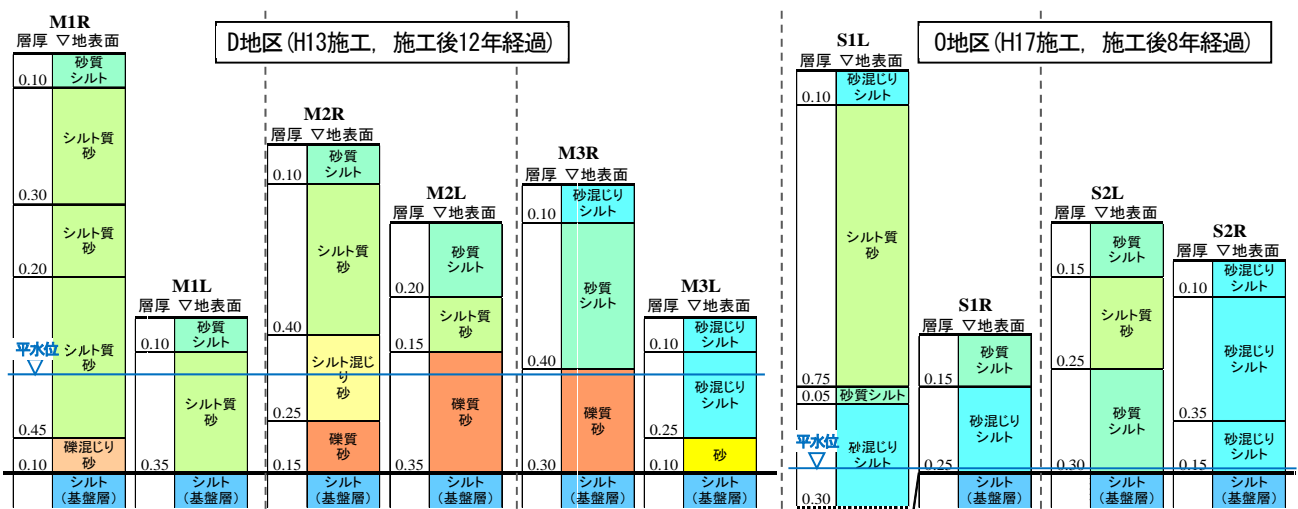 D地区(H13施工, 施工後12年経過)
M1R
層厚 ▽地表面
砂質
シルト
0.10
シルト質
砂
0.30
シルト質
砂
0.20
シルト質
砂
0.45
礫混じり
砂
0.10
シルト
(基盤層)
平水位
M1L
層厚 ▽地表面
砂質
シルト
0.10
シルト質
砂
0.35
シルト
(基盤層)
M2R
層厚 ▽地表面
砂質
シルト
0.10
シルト質
砂
0.40
シルト混じ
り
砂
0.25
礫質
砂
0.15
シルト
(基盤層)
M2L
層厚 ▽地表面
砂質
シルト
0.20
シルト質
砂
0.15
礫質
砂
0.35
シルト
(基盤層)
M3R
層厚 ▽地表面
砂混じり
シルト
0.10
砂質
シルト
0.40
礫質
砂
0.30
シルト
(基盤層)
M3L
層厚 ▽地表面
砂混じり
シルト
0.10
砂混じり
シルト
0.25
砂
0.10
シルト
(基盤層)
O地区(H17施工, 施工後8年経過)
S1L
層厚 ▽地表面
砂混じり
シルト
0.10
シルト質
砂
0.75
砂質シルト
0.05
砂混じり
シルト
0.30
平水位
S1R
層厚 ▽地表面
砂質
シルト
0.15
砂混じり
シルト
0.25
シルト
(基盤層)
S2L
層厚 ▽地表面
砂質
シルト
0.15
シルト質
砂
0.25
砂質
シルト
0.30
シルト
(基盤層)
S2R
層厚 ▽地表面
砂混じり
シルト
0.10
砂混じり
シルト
0.35
砂混じり
シルト
0.15
シルト
(基盤層)